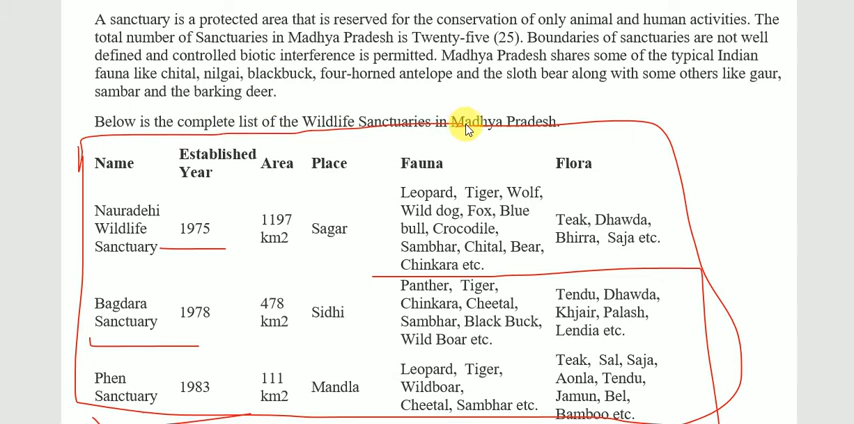 A sanctuary is a protected area that is reserved for the conservation of only animal and human activities. The
total number of Sanctuaries in Madhya Pradesh is Twenty-five (25). Boundaries of sanctuaries are not well
defined and controlled biotic interference is permitted. Madhya Pradesh shares some of the typical Indian
fauna like chital, nilgai, blackbuck, four-horned antelope and the sloth bear along with some others like gaur,
sambar and the barking deer.
Below is the complete list of the Wildlife Sanctuaries in Madhya Pradesh.
Name Established Year Area Place Fauna Flora
Nauradehi Wildlife Sanctuary 1975 1197 km2 Sagar Leopard, Tiger, Wolf, Wild dog, Fox, Blue bull, Crocodile, Sambhar, Chital, Bear, Chinkara etc. Teak, Dhawda, Bhirra, Saja etc.
Bagdara Sanctuary 1978 478 km2 Sidhi Panther, Tiger, Chinkara, Cheetal, Sambhar, Black Buck, Wild Boar etc. Tendu, Dhawda, Khjair, Palash, Lendia etc.
Phen Sanctuary 1983 111 km2 Mandla Leopard, Tiger, Wildboar, Cheetal, Sambhar etc. Teak, Sal, Saja, Aonla, Tendu, Jamun, Bel, Bamboo etc.